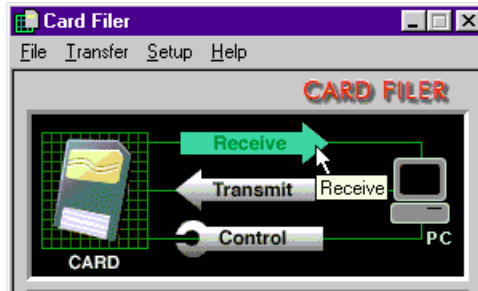 Card Filer
File Transfer Setup Help
CARD FILER
Receive
Transmit
Receive
Control
PC
CARD